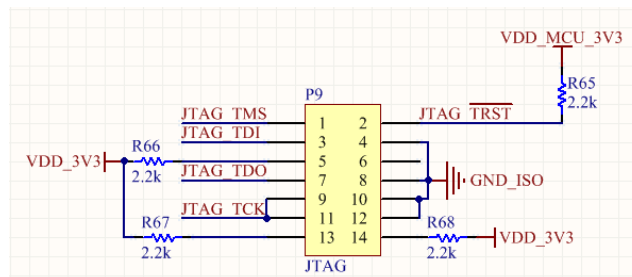 VDD_MCU_3V3
P9
R65
2.2k
JTAG_TMS
1 2
JTAG_TRST
JTAG_TDI
3 4
R66
VDD_3V3
5 6
2.2k
JTAG_TDO
7 8
GND_ISO
9 10
JTAG_TCK
11 12
R67
R68
13 14
VDD_3V3
2.2k
2.2k
JTAG